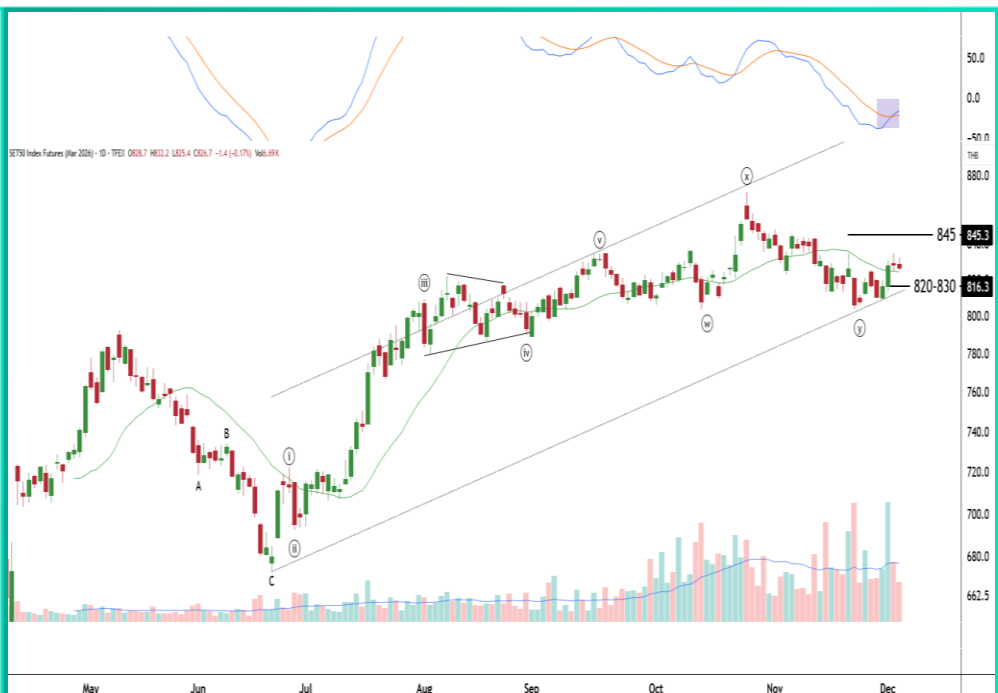 50.0
0.0
-50.0
SET50 Index Futures (Mar 2026) - 1D - TFEX O828.7 H832.2 L825.4 C826.7 -1.4 (-0.17%) Vol6.69K
THB
880.0
x
845 845.3
v
iii
820-830 816.3
800.0
w
y
iv
780.0
760.0
B
740.0
i
A
720.0
700.0
ii
680.0
C
662.5
May Jun Jul Aug Sep Oct Nov Dec